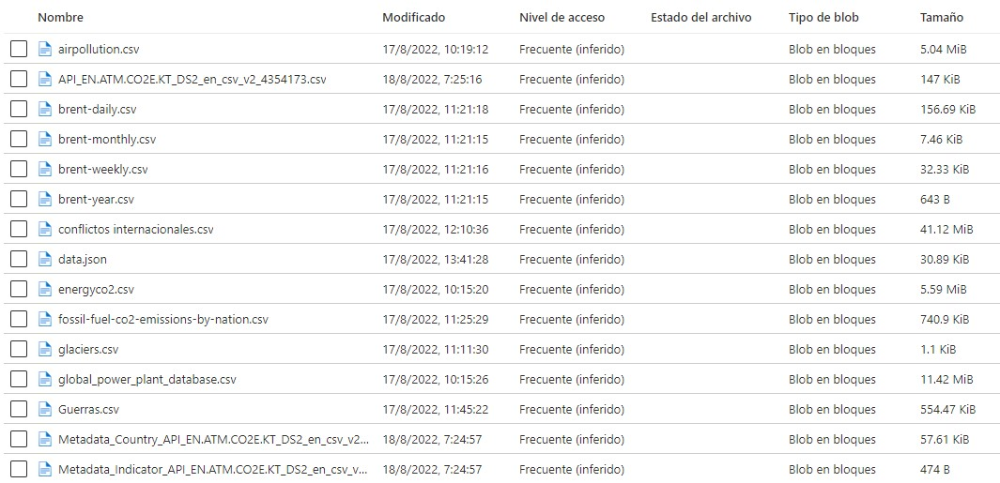 Nombre Modificado Nivel de acceso Estado del archivo Tipo de blob Tamaño
airpollution.csv 17/8/2022, 10:19:12 Frecuente (inferido) Blob en bloques 5.04 MiB
API_EN.ATM.CO2E.KT_DS2_en_csv_v2_4354173.csv 18/8/2022, 7:25:16 Frecuente (inferido) Blob en bloques 147 KiB
brent-daily.csv 17/8/2022, 11:21:18 Frecuente (inferido) Blob en bloques 156.69 KiB
brent-monthly.csv 17/8/2022, 11:21:15 Frecuente (inferido) Blob en bloques 7.46 KiB
brent-weekly.csv 17/8/2022, 11:21:16 Frecuente (inferido) Blob en bloques 32.33 KiB
brent-year.csv 17/8/2022, 11:21:15 Frecuente (inferido) Blob en bloques 643 B
conflictos internacionales.csv 17/8/2022, 12:10:36 Frecuente (inferido) Blob en bloques 41.12 MiB
data.json 17/8/2022, 13:41:28 Frecuente (inferido) Blob en bloques 30.89 KiB
energyco2.csv 17/8/2022, 10:15:20 Frecuente (inferido) Blob en bloques 5.59 MiB
fossil-fuel-co2-emissions-by-nation.csv 17/8/2022, 11:25:29 Frecuente (inferido) Blob en bloques 740.9 KiB
glaciers.csv 17/8/2022, 11:11:30 Frecuente (inferido) Blob en bloques 1.1 KiB
global_power_plant_database.csv 17/8/2022, 10:15:26 Frecuente (inferido) Blob en bloques 11.42 MiB
Guerras.csv 17/8/2022, 11:45:22 Frecuente (inferido) Blob en bloques 554.47 KiB
Metadata_Country_API_EN.ATM.CO2E.KT_DS2_en_csv_v2... 18/8/2022, 7:24:57 Frecuente (inferido) Blob en bloques 57.61 KiB
Metadata_Indicator_API_EN.ATM.CO2E.KT_DS2_en_csv_v... 18/8/2022, 7:24:57 Frecuente (inferido) Blob en bloques 474 B